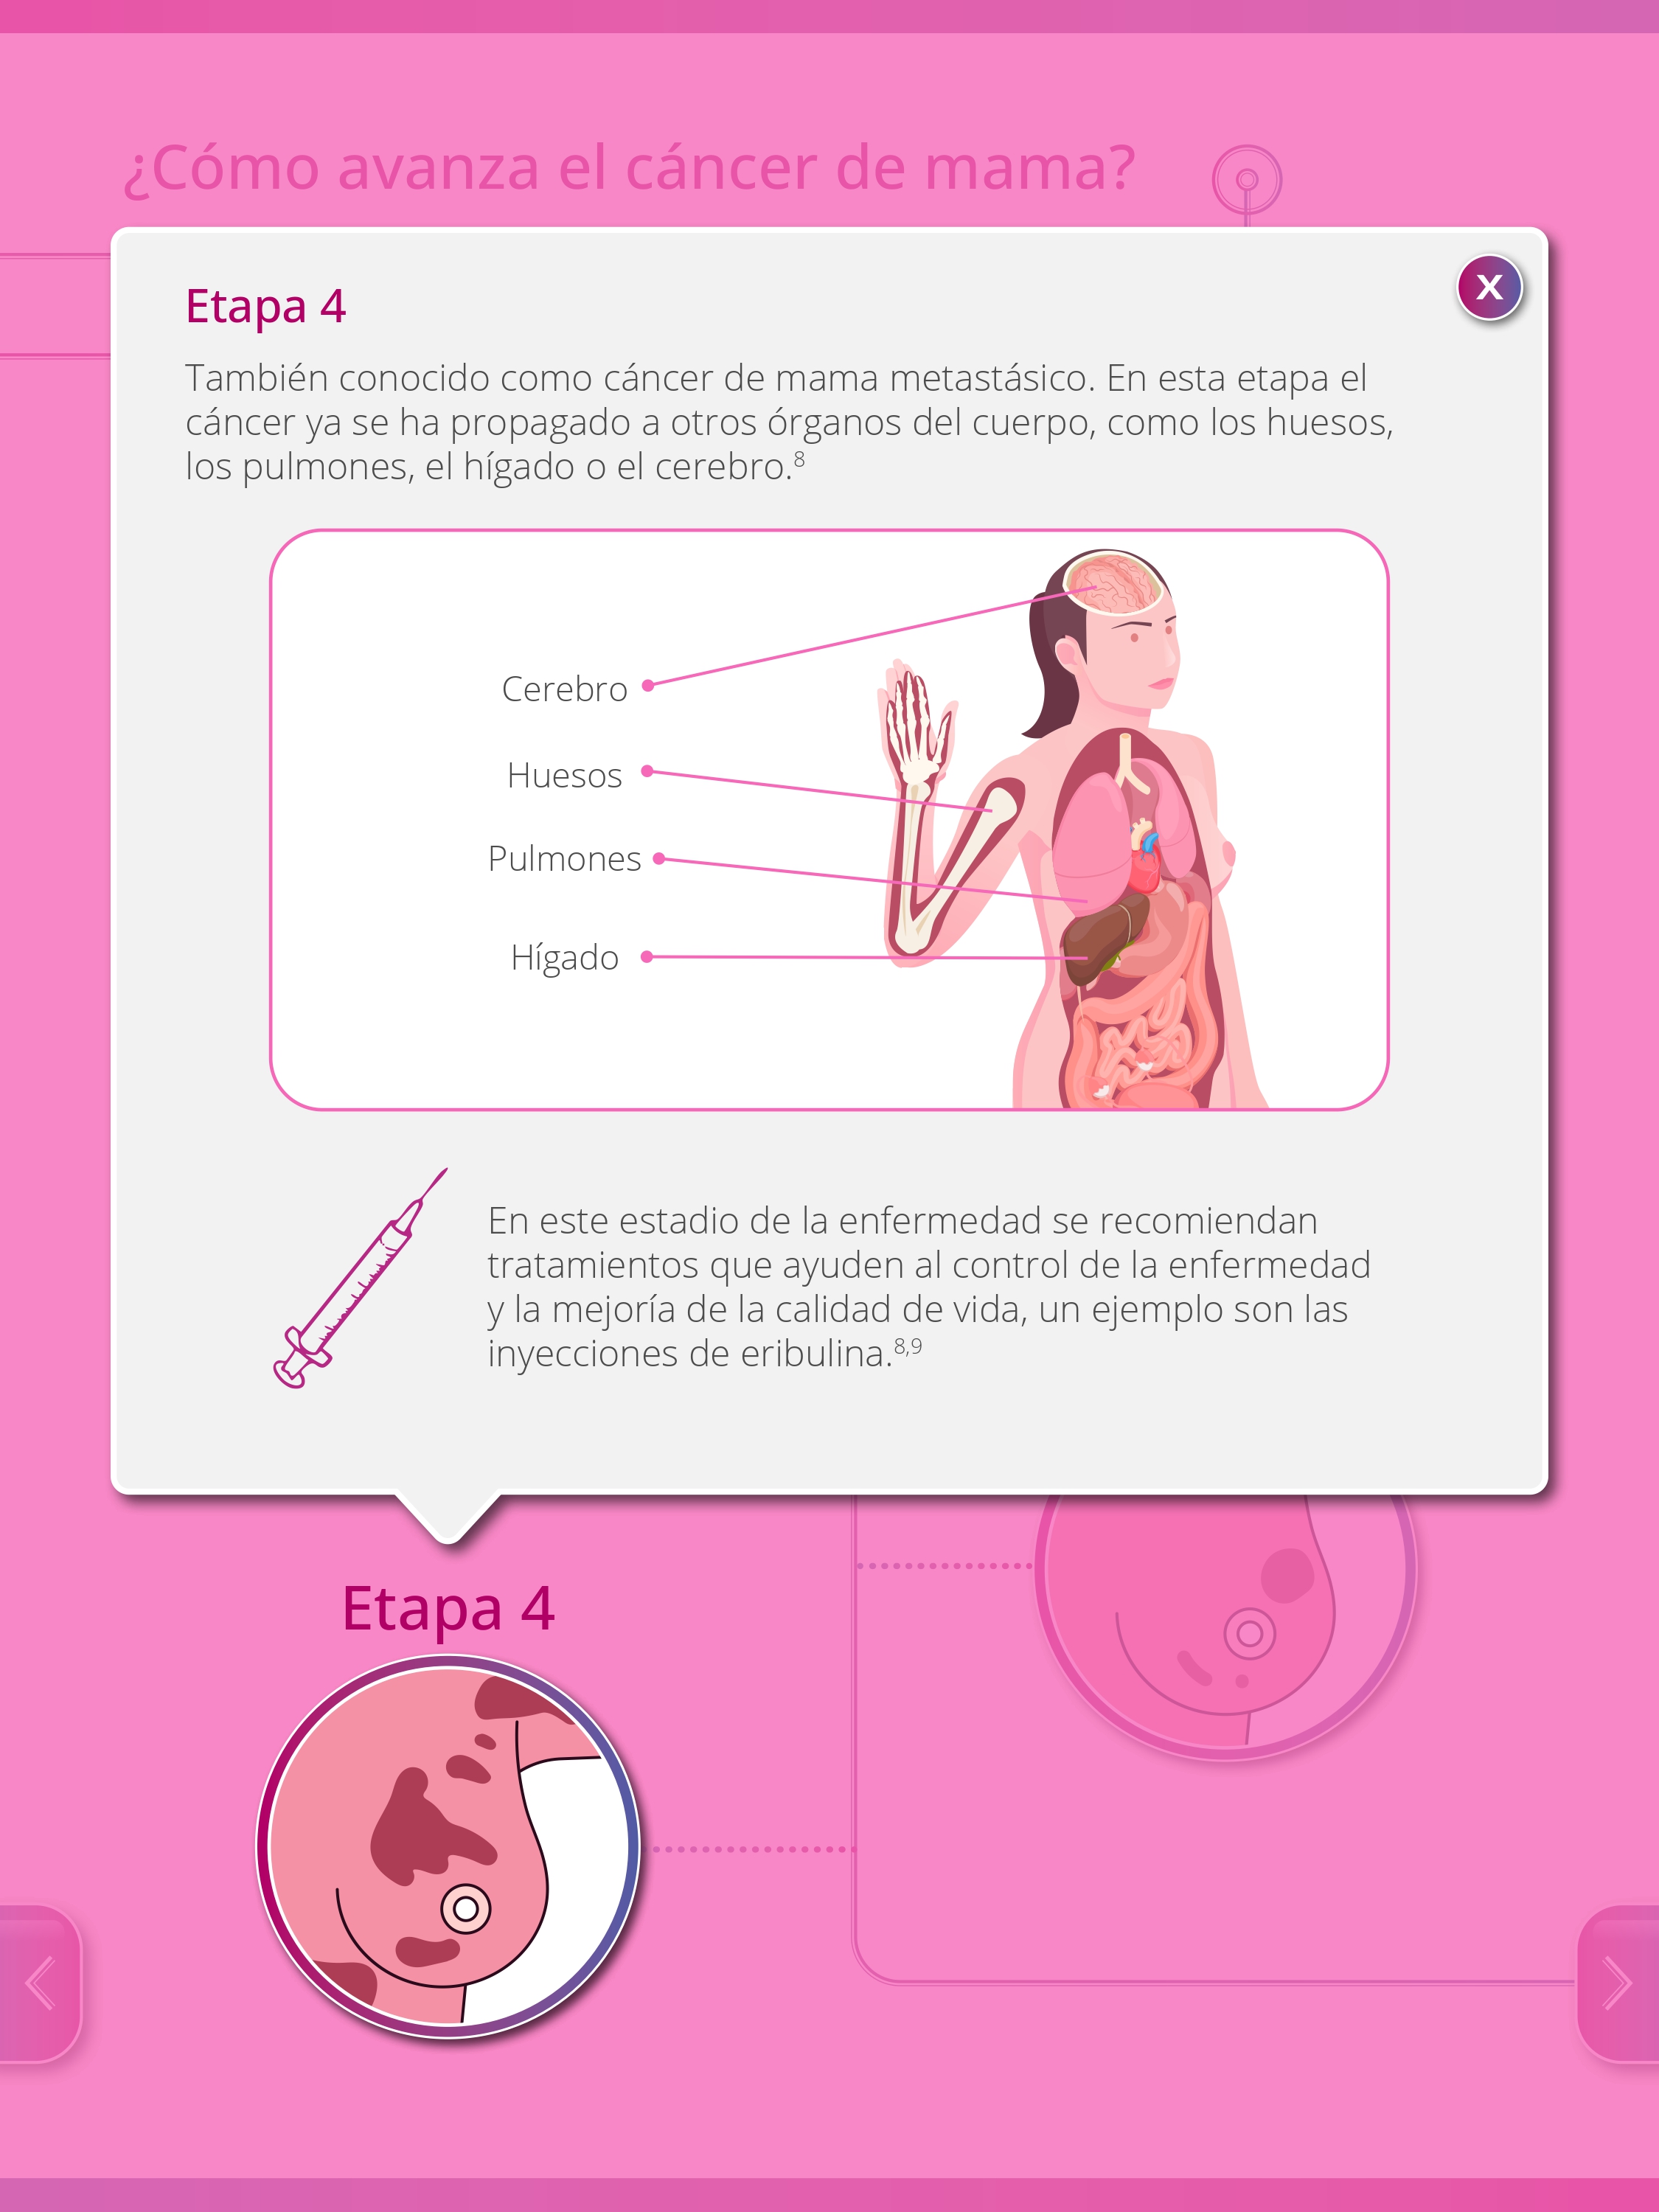 ¿Cómo avanza el cáncer de mama?
Etapa 4
X
También conocido como cáncer de mama metastásico. En esta etapa el
cáncer ya se ha propagado a otros órganos del cuerpo, como los huesos,
los pulmones, el hígado o el cerebro.8
Cerebro
Huesos
Pulmones
Hígado
En este estadio de la enfermedad se recomiendan
tratamientos que ayuden al control de la enfermedad
y la mejoría de la calidad de vida, un ejemplo son las
inyecciones de eribulina.8,9
Etapa 4